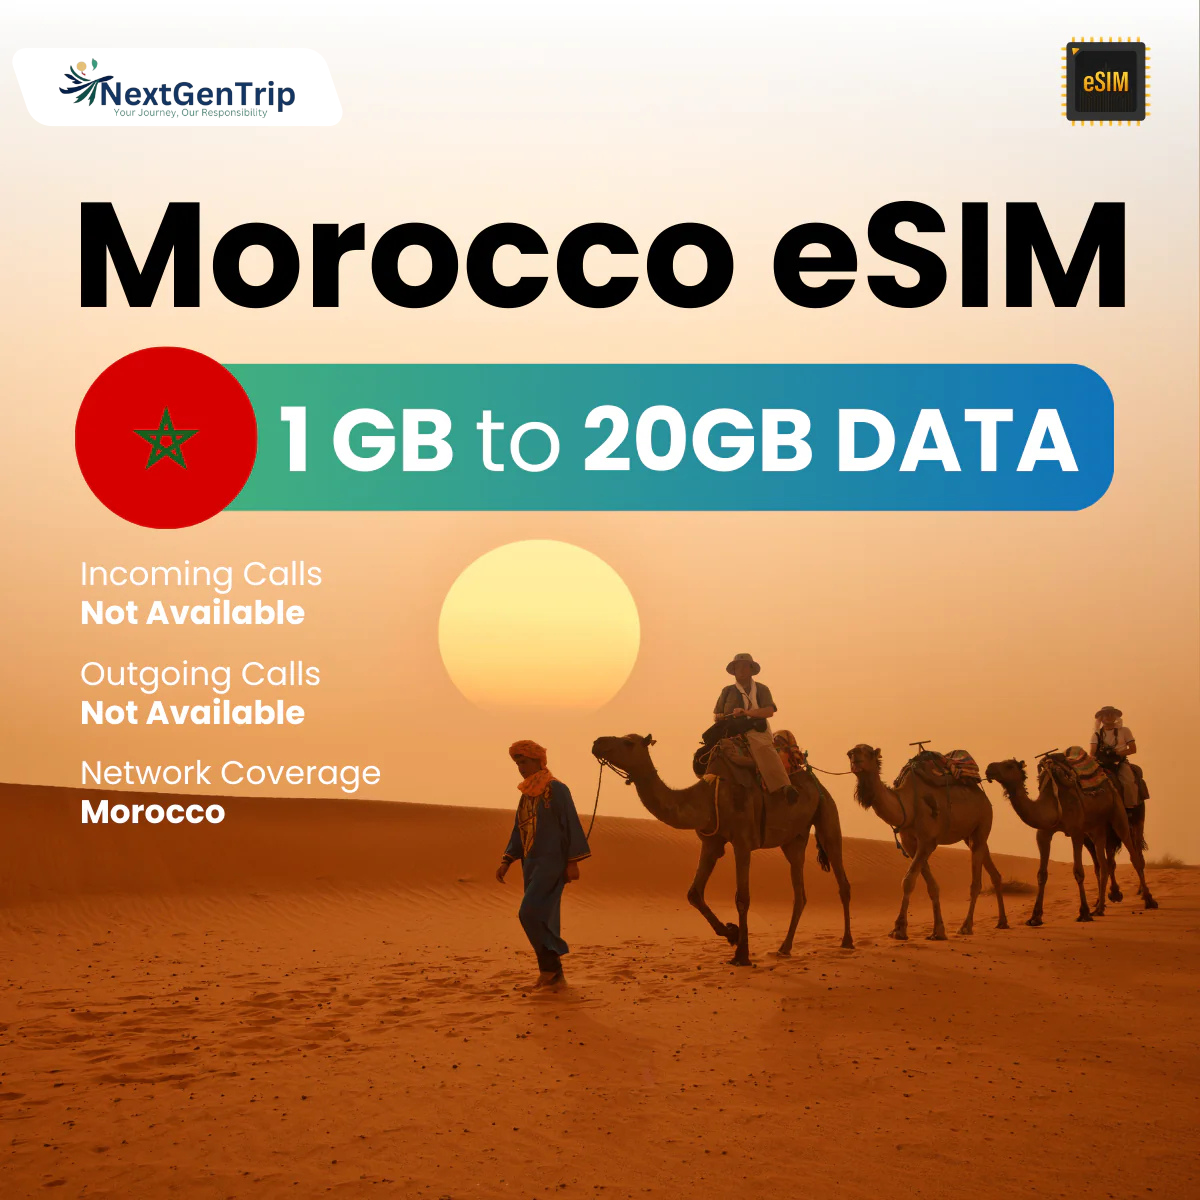 NextGenTrip
Your Journey, Our Responsibility
eSIM
Morocco eSIM
1 GB to 20GB DATA
Incoming Calls
Not Available
Outgoing Calls
Not Available
Network Coverage
Morocco